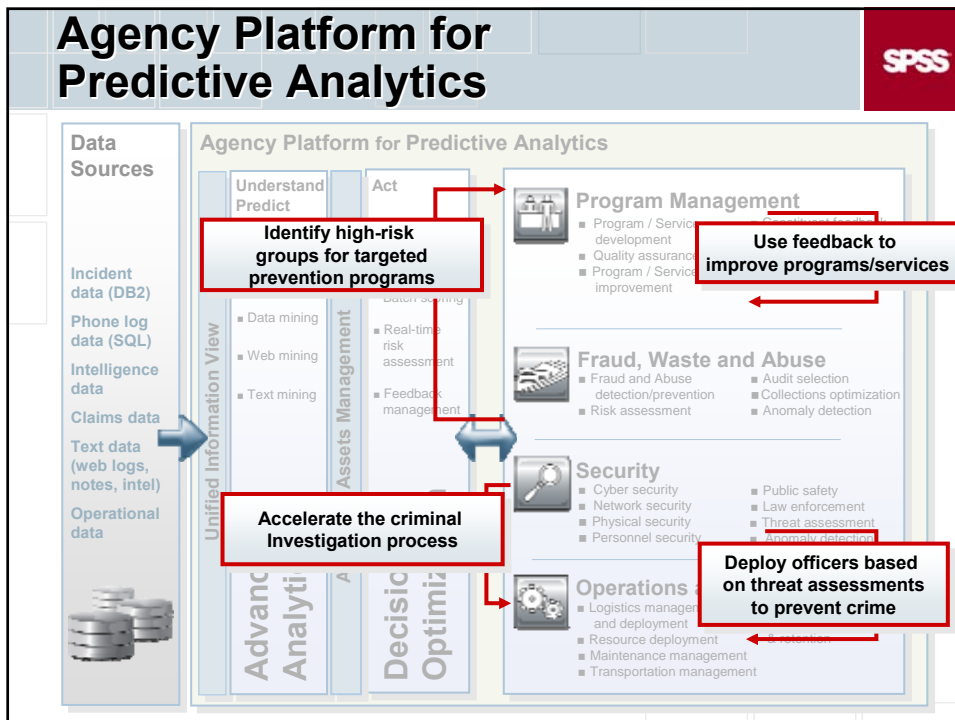 Agency Platform for
Predictive Analytics
SPSS
Data
Sources
Incident
data (DB2)
Phone log
data (SQL)
Intelligence
data
Claims data
Text data
(web logs,
notes, intel)
Operational
data
Agency Platform for Predictive Analytics
Unified Information View
Understand
Predict
■ Data mining
■ Web mining
■ Text mining
Analytic
Assets Management
Act
■ Real-time
risk
assessment
■ Feedback
management
Identify high-risk
groups for targeted
prevention programs
Accelerate the criminal
Investigation process
Program Management
■ Program / Service
development
■ Quality assurance
■ Program / Service
improvement
Use feedback to
improve programs/services
Fraud, Waste and Abuse
■ Fraud and Abuse
detection/prevention
■ Risk assessment
■ Audit selection
■ Collections optimization
■ Anomaly detection
Security
■ Cyber security
■ Network security
■ Physical security
■ Personnel security
■ Public safety
■ Law enforcement
■ Threat assessment
■ Anomaly detection
Operations
■ Logistics
and deployment
■ Resource deployment
■ Maintenance management
■ Transportation management
& retention
Deploy officers based
on threat assessments
to prevent crime